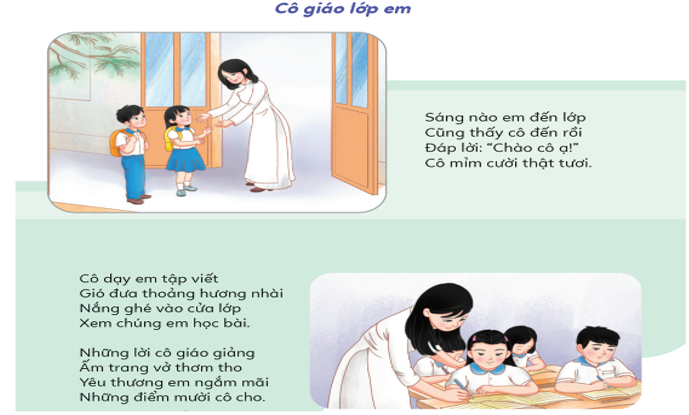 Cô giáo lớp em
Sáng nào em đến lớp
Cũng thấy cô đến rồi
Đáp lời: “Chào cô ạ!”
Cô mỉm cười thật tươi.
Cô dạy em tập viết
Gió đưa thoảng hương nhài
Nắng ghé vào cửa lớp
Xem chúng em học bài.
Những lời cô giáo giảng
Ấm trang vở thơm tho
Yêu thương em ngắm mãi
Những điểm mười cô cho.